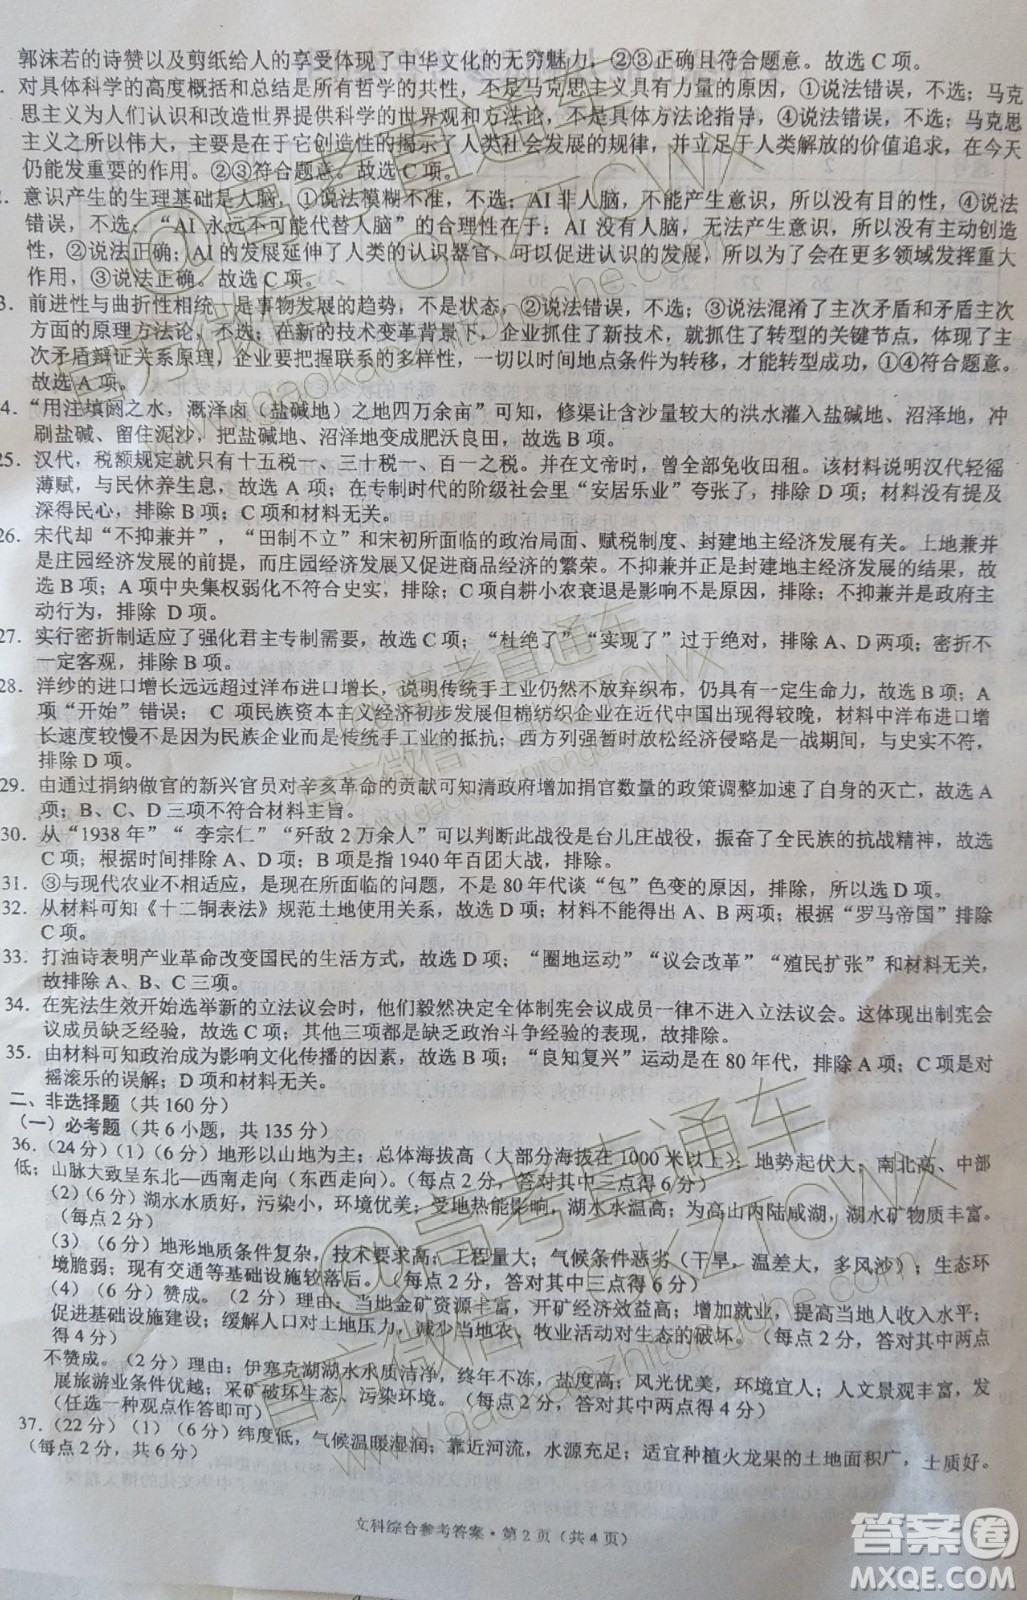 郭沫若的诗赞以及剪纸给人的享受体现了中华文化的无穷魅力，②③正确且符合题意。故选C项。
．对具体科学的高度概括和总结是所有哲学的共性，不是马克思主义具有力量的原因，①说法错误，不选；马克
思主义为人们认识和改造世界提供科学的世界观和方法论，不是具体方法论指导，④说法错误，不选；马克思
主义之所以伟大，主要是在于它创造性的揭示了人类社会发展的规律，并立足于人类解放的价值追求，在今天
仍能发重要的作用。②③符合题意。故选C项。
2．意识产生的生理基础是人脑，①说法模糊不准，不选；AI非人脑，不能产生意识，所以没有意识，④说法
错误，不选；“AI永远不可能代替人脑”的合理性在于：AI没有人脑，无法产生意识，所以没有主动创造
性，②说法正确；AI的发展延伸了人类的认识器官，可以促进认识的发展，所以为了会在更多领域发挥重大
作用，③说法正确。故选C项。
3．前进性与曲折性相统一是事物发展的趋势，不是状态，②说法错误，不选；③说法混淆了主次矛盾和矛盾主次
方面的原理方法论，不选；在新的技术变革背景下，企业抓住了新技术，就抓住了转型的关键节点，体现了主
次矛盾辩证关系原理，企业要把握联系的多样性，一切以时间地点条件为转移，才能转型成功，①④符合题意。
故选A项。
4．“用注填阏之水，溉泽卤（盐碱地）之地四万余亩”可知，修渠让含沙量较大的洪水灌入盐碱地、沼泽地，冲
刷盐碱、留住泥沙，把盐碱地、沼泽地变成肥沃良田，故选B项。
25．汉代，税额规定就只有十五税一、三十税一、百一之税。并在文帝时，曾全部免收田租。该材料说明汉代轻徭
薄赋，与民休养生息，故选A项；在专制时代的阶级社会里“安居乐业”夸张了，排除D项；材料没有提及
深得民心，排除B项；C项和材料无关。
26．宋代却“不抑兼并”，“田制不立”和宋初所面临的政治局面、赋税制度、封建地主经济发展有关。土地兼并
是庄园经济发展的前提，而庄园经济发展又促进商品经济的繁荣。不抑兼并正是封建地主经济发展的结果，故
选B项；A项中央集权弱化不符合史实，排除；C项自耕小农衰退是影响不是原因，排除；不抑兼并是政府主
动行为，排除 D项。
27．实行密折制适应了强化君主专制需要，故选C项；“杜绝了”“实现了”过于绝对，排除A、D两项；密折不
一定客观，排除B项。
28．洋纱的进口增长远远超过洋布进口增长，说明传统手工业仍然不放弃织布，仍具有一定生命力，故选B项；A
项“开始”错误； C 项民族资本主义经济初步发展但棉纺织企业在近代中国出现得较晚，材料中洋布进口增
长速度较慢不是因为民族企业而是传统手工业的抵抗；西方列强暂时放松经济侵略是一战期间，与史实不符，
排除D项。
29．由通过捐纳做官的新兴官员对辛亥革命的贡献可知清政府增加捐官数量的政策调整加速了自身的灭亡，故选A
项；B、C、D三项不符合材料主旨。
30．从“1938年”“ 李宗仁”“歼敌2万余人”可以判断此战役是台儿庄战役，振奋了全民族的抗战精神，故选
C项；根据时间排除A、D项；B项是指1940年百团大战，排除。
31．③与现代农业不相适应，是现在所面临的问题，不是80年代谈“包”色变的原因，排除，所以选D项。
32．从材料可知《十二铜表法》规范土地使用关系，故选D项；材料不能得出A、B两项；根据“罗马帝国”排除
C项。
33．打油诗表明产业革命改变国民的生活方式，故选D项；“圈地运动”“议会改革”“殖民扩张”和材料无关，
故排除A、B、C三项。
34．在宪法生效开始选举新的立法议会时，他们毅然决定全体制宪会议成员一律不进入立法议会。这体现出制宪会
议成员缺乏经验，故选C项；其他三项都是缺乏政治斗争经验的表现，故排除。
35．由材料可知政治成为影响文化传播的因素，故选B项；“良知复兴”运动是在80年代，排除A项；C项是对
摇滚乐的误解；D项和材料无关。
二、非选择题（共160分）
（一）必考题（共6小题，共135分）
36．（24分）（1）（6分）地形以山地为主；总体海拔高（大部分海拔在1000米以上）；地势起伏大；南北高、中部
低；山脉大致呈东北—西南走向（东西走向）。（每点2分，答对其中三点得6分）
（2）（6分）湖水水质好，污染小，环境优美；受地热能影响，湖水水温高；为高山内陆咸湖，湖水矿物质丰富。
（每点2分）
（3）（6分）地形地质条件复杂，技术要求高；工程量大；气候条件恶劣（干旱，温差大，多风沙）；生态环
境脆弱；现有交通等基础设施较落后。（每点2分，答对其中三点得6分）
（4）（6分）赞成。（2分）理由：当地金矿资源丰富，开矿经济效益高；增加就业，提高当地人收入水平；
促进基础设施建设；缓解人口对土地压力，减少当地农、牧业活动对生态的破坏。（每点2分，答对其中两点
得4分）
不赞成。（2分）理由：伊塞克湖湖水水质洁净，终年不冻，盐度高；风光优美，环境宜人；人文景观丰富，发
展旅游业条件优越；采矿破坏生态、污染环境。（每点2分，答对其中两点得4分）
（任选一种观点作答即可）
37．（22分）（1）（6分）纬度低，气候温暖湿润；靠近河流，水源充足；适宜种植火龙果的土地面积广，土质好。
（每点2分，共6分）
文科综合参考答案·第2页（共4页）
@高考直通车
官方微信：GKZTCWX
www.gaokaozhitongche.com
答案圈
MXQE.COM